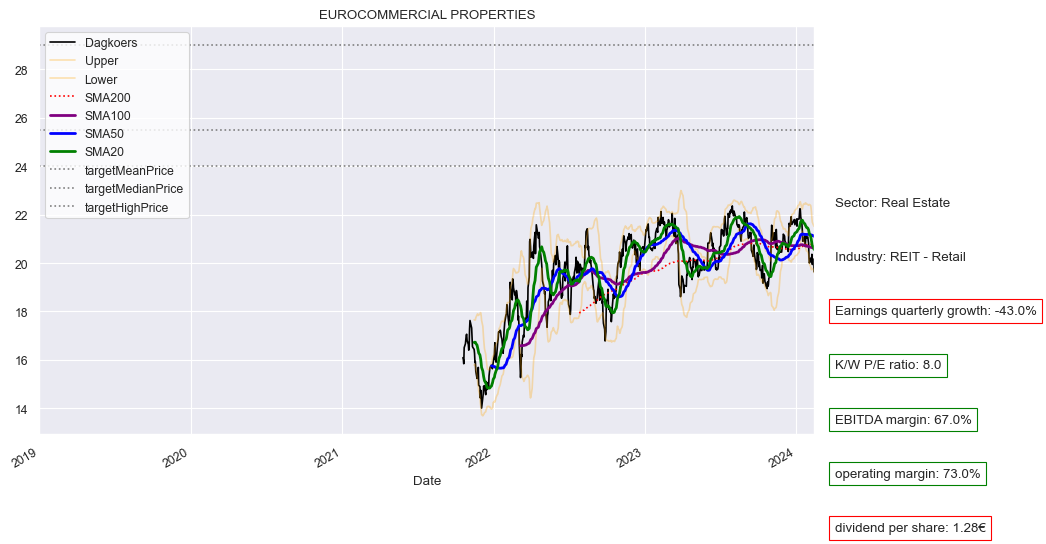 EUROCOMMERCIAL PROPERTIES
Dagkoers
Upper
Lower
SMA200
SMA100
SMA50
SMA20
targetMeanPrice
targetMedianPrice
targetHighPrice
28
26
24
22
20
18
16
14
2019
2020
2021
2022
2023
2024
Date
Sector: Real Estate
Industry: REIT - Retail
Earnings quarterly growth: -43.0%
K/W P/E ratio: 8.0
EBITDA margin: 67.0%
operating margin: 73.0%
dividend per share: 1.28€